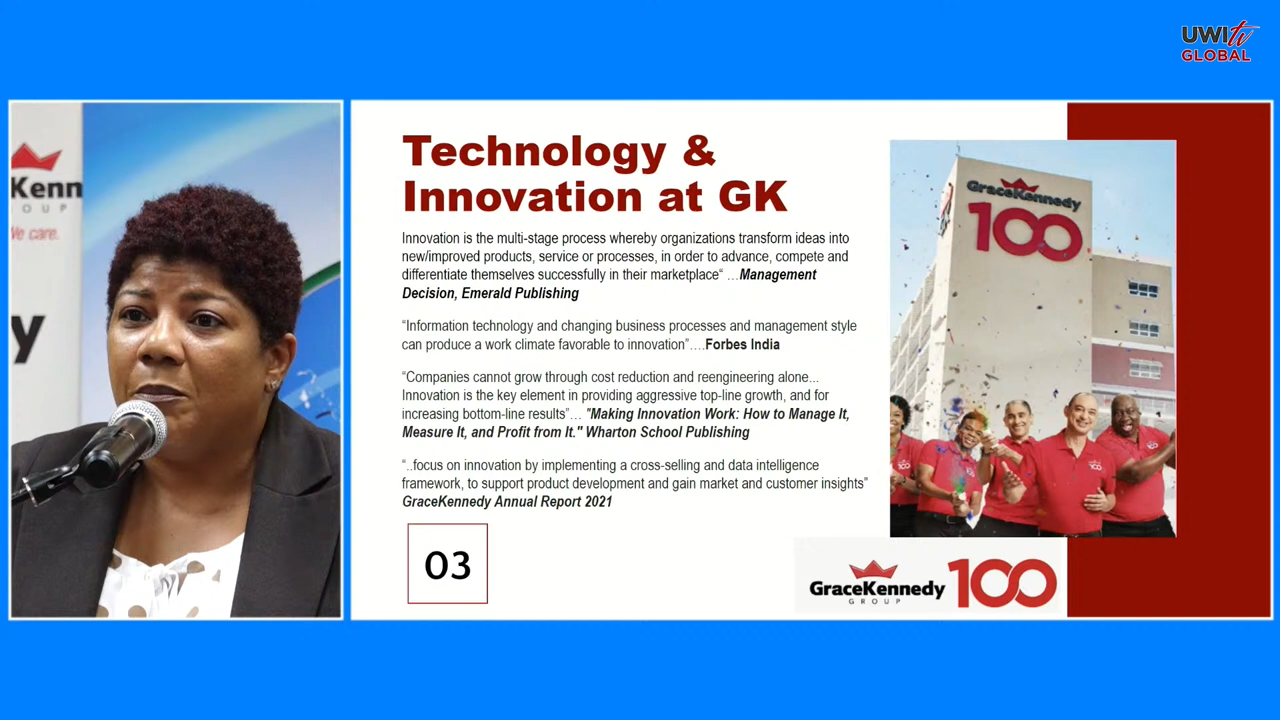 UWItv
GLOBAL
Kenn
OUP
We care.
y
Technology &
Innovation at GK
Innovation is the multi-stage process whereby organizations transform ideas into
new/improved products, service or processes, in order to advance, compete and
differentiate themselves successfully in their marketplace“ …Management
Decision, Emerald Publishing
“Information technology and changing business processes and management style
can produce a work climate favorable to innovation”….Forbes India
“Companies cannot grow through cost reduction and reengineering alone...
Innovation is the key element in providing aggressive top-line growth, and for
increasing bottom-line results”… "Making Innovation Work: How to Manage It,
Measure It, and Profit from It." Wharton School Publishing
“..focus on innovation by implementing a cross-selling and data intelligence
framework, to support product development and gain market and customer insights”
GraceKennedy Annual Report 2021
03
GraceKennedy
100
100
100
GraceKennedy 100
GROUP